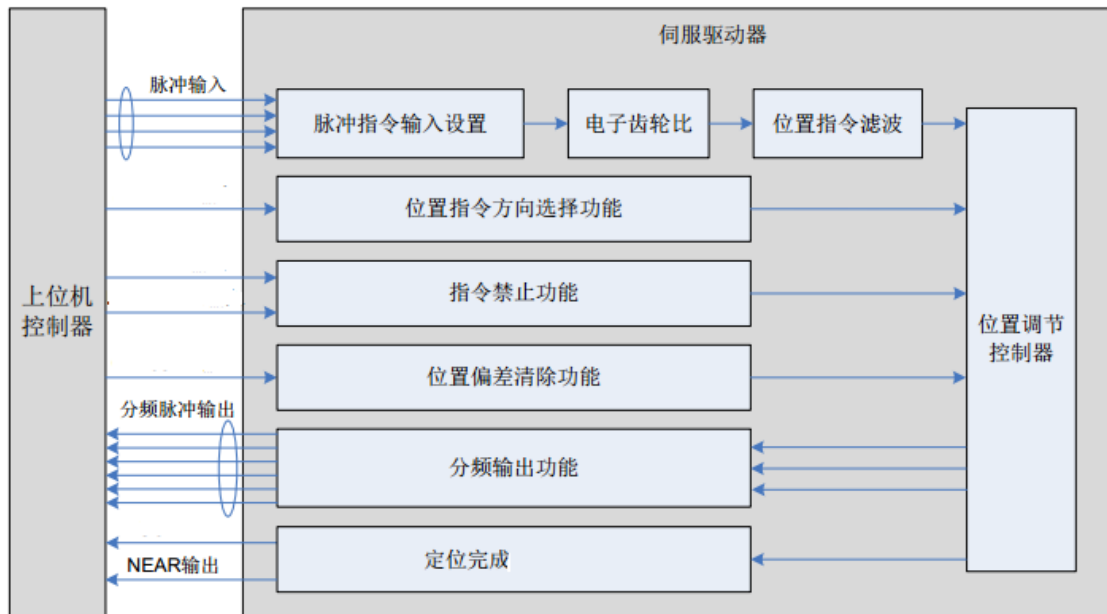 伺服驱动器
脉冲输入
脉冲指令输入设置
电子齿轮比
位置指令滤波
位置指令方向选择功能
指令禁止功能
上位机
控制器
位置调节
控制器
位置偏差清除功能
分频脉冲输出
分频输出功能
定位完成
NEAR输出